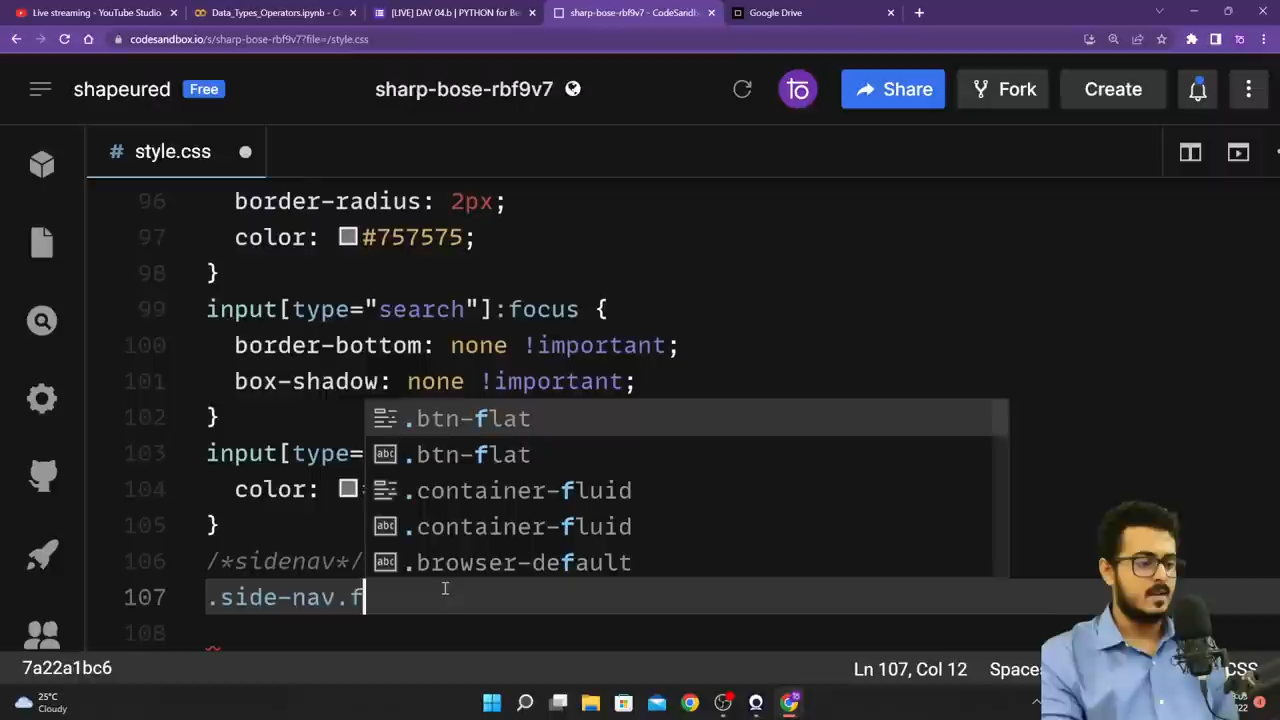 Live streaming - YouTube Studio
Data_Types_Operators.ipynb - C
[LIVE] DAY 04.b | PYTHON for Be
sharp-bose-rbf9v7 - CodeSandb
Google Drive
codesandbox.io/s/sharp-bose-rbf9v7?file=/style.css
shapeured Free
sharp-bose-rbf9v7
Share
Fork
Create
# style.css
96 border-radius: 2px;
97 color: #757575;
98 }
99 input[type="search"]:focus {
100 border-bottom: none !important;
101 box-shadow: none !important;
102 }
.btn-flat
103 input[type=
.btn-flat
104 color:
.container-fluid
105 }
.container-fluid
106 /*sidenav*/
.browser-default
107 .side-nav.f
108
7a22a1bc6
Ln 107, Col 12
Spaces
CSS
25°C
Cloudy